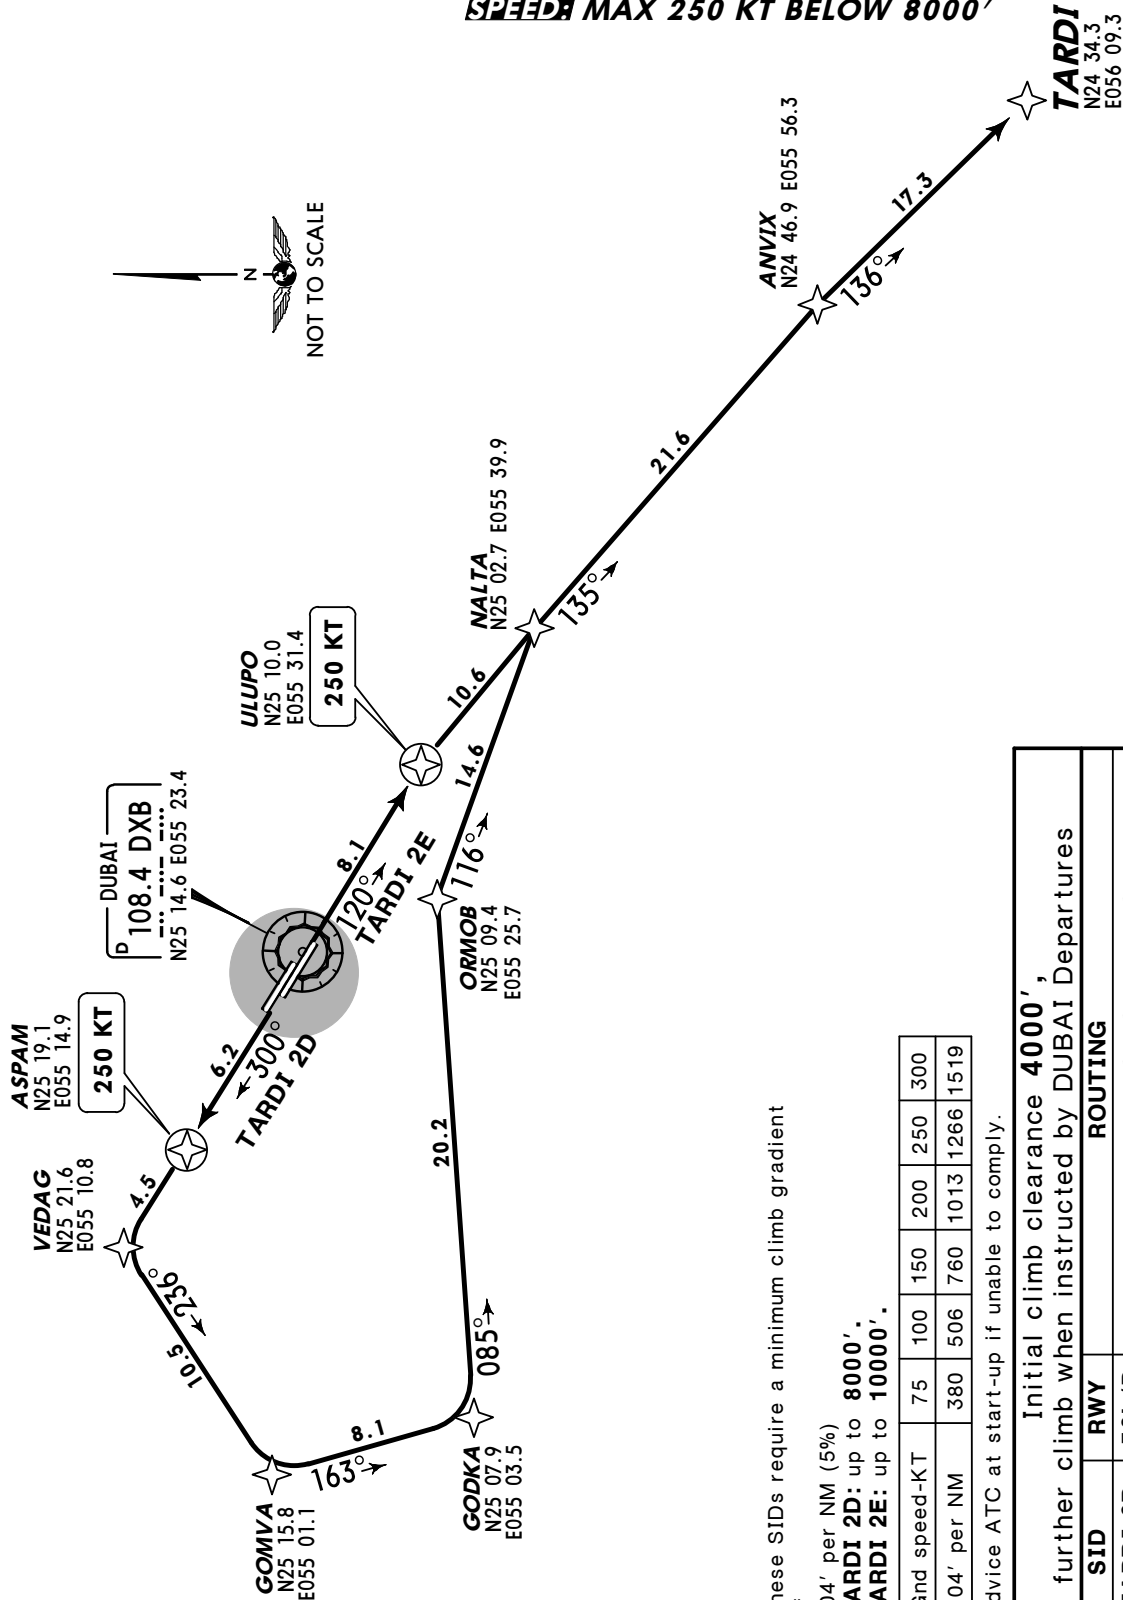 SPEED: MAX 250 KT BELOW 8000'
TARDI
N24 34.3
E056 09.3
ANVIX
N24 46.9 E055 56.3
17.3
136°
N
NOT TO SCALE
21.6
NALTA
N25 02.7 E055 39.9
135°
ULUPO
N25 10.0
E055 31.4
250 KT
10.6
14.6
DUBAI
D
108.4 DXB
N25 14.6 E055 23.4
8.1
120°
TARDI 2E
116°
ORMOB
N25 09.4
E055 25.7
ASPAM
N25 19.1
E055 14.9
250 KT
6.2
300°
TARDI 2D
VEDAG
N25 21.6
E055 10.8
4.5
236°
10.5
20.2
085°
8.1
163°
GODKA
N25 07.9
E055 03.5
GOMVA
N25 15.8
E055 01.1
SIDs require a minimum climb gradient
per NM (5%)
2D: up to 8000'.
2E: up to 10000'.
speed-KT 75 100 150 200 250 300
per NM 380 506 760 1013 1266 1519
ATC at start-up if unable to comply.
Initial climb clearance 4000',
further climb when instructed by DUBAI Departures
SID RWY ROUTING